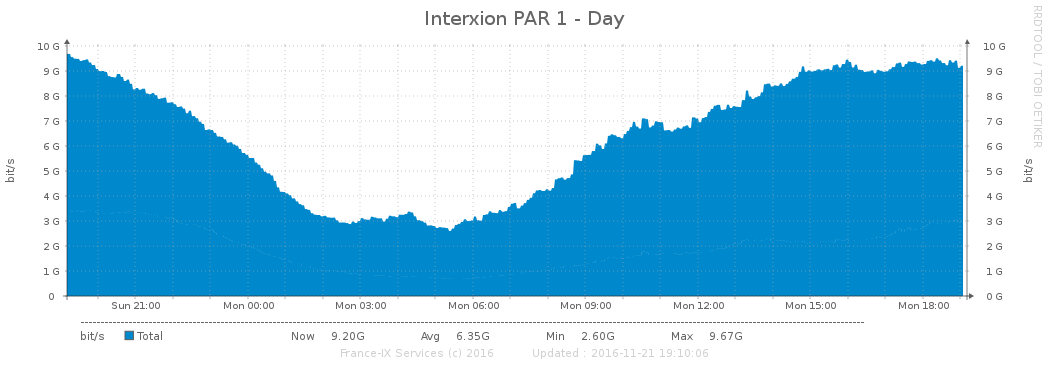 Interxion PAR 1 - Day
RRDTOOL / TOBI OETIKER
bit/s
10 G 10 G
9 G 9 G
8 G 8 G
7 G 7 G
6 G 6 G
5 G 5 G
4 G 4 G
3 G 3 G
2 G 2 G
1 G 1 G
0 0 G
bit/s
Sun 21:00 Mon 00:00 Mon 03:00 Mon 06:00 Mon 09:00 Mon 12:00 Mon 15:00 Mon 18:00
bit/s Total Now 9.20G Avg 6.35G Min 2.60G Max 9.67G
France-IX Services (c) 2016 Updated : 2016-11-21 19:10:06